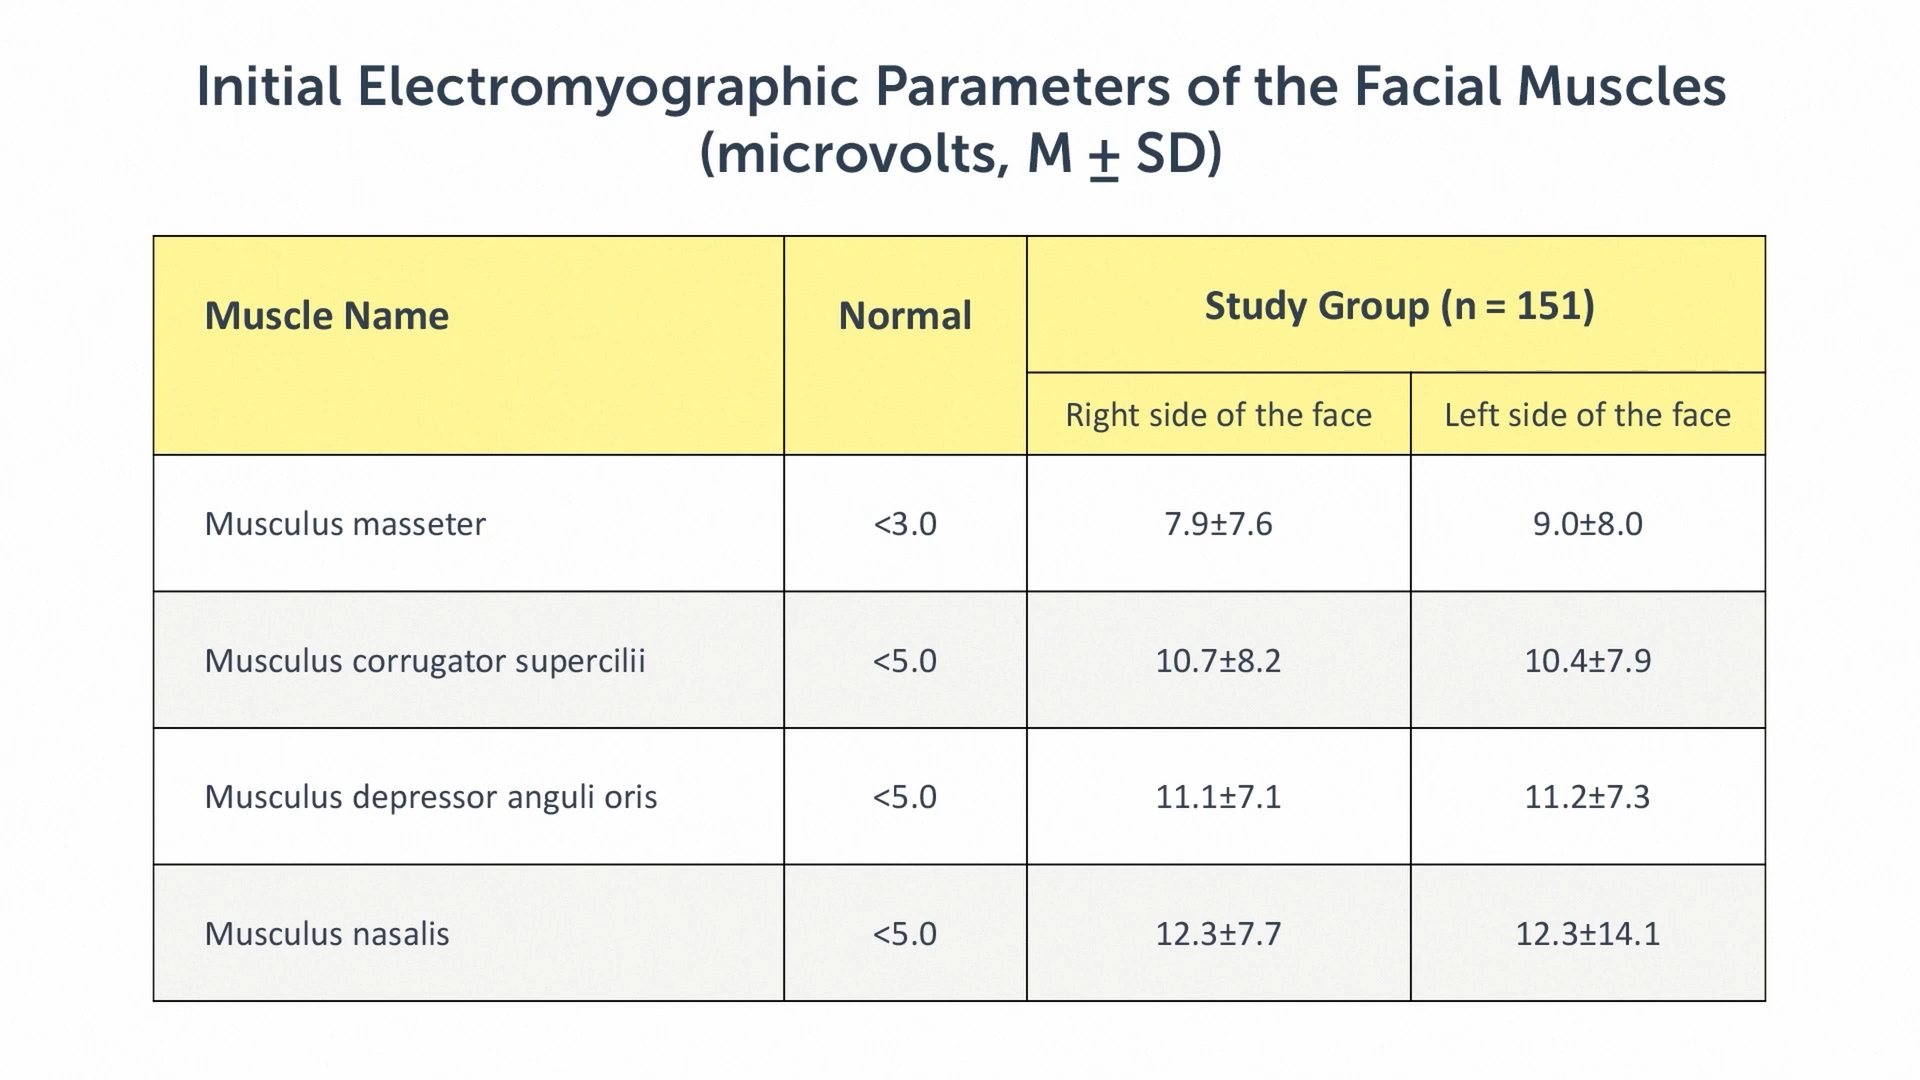 Initial Electromyographic Parameters of the Facial Muscles
(microvolts, M ± SD)
Muscle Name Normal Study Group (n = 151)
Right side of the face Left side of the face
Musculus masseter <3.0 7.9±7.6 9.0±8.0
Musculus corrugator supercilii <5.0 10.7±8.2 10.4±7.9
Musculus depressor anguli oris <5.0 11.1±7.1 11.2±7.3
Musculus nasalis <5.0 12.3±7.7 12.3±14.1